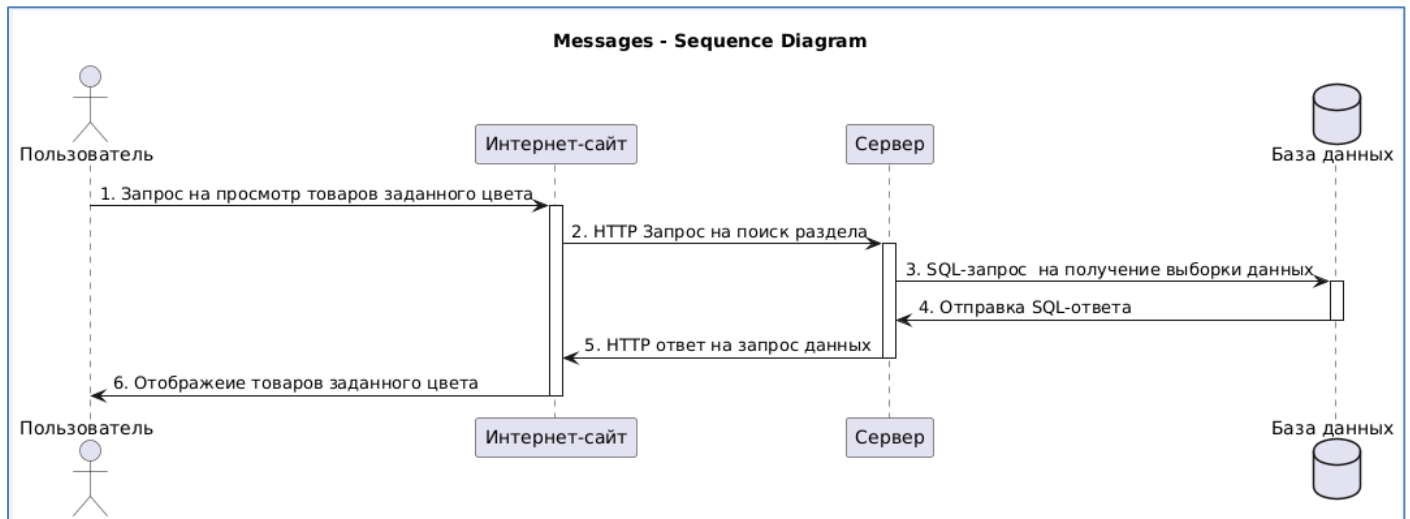 Messages - Sequence Diagram
Пользователь
Интернет-сайт
Сервер
База данных
1. Запрос на просмотр товаров заданного цвета
2. HTTP Запрос на поиск раздела
3. SQL-запрос  на получение выборки данных
4. Отправка SQL-ответа
5. HTTP ответ на запрос данных
6. Отображеие товаров заданного цвета
Пользователь
Интернет-сайт
Сервер
База данных